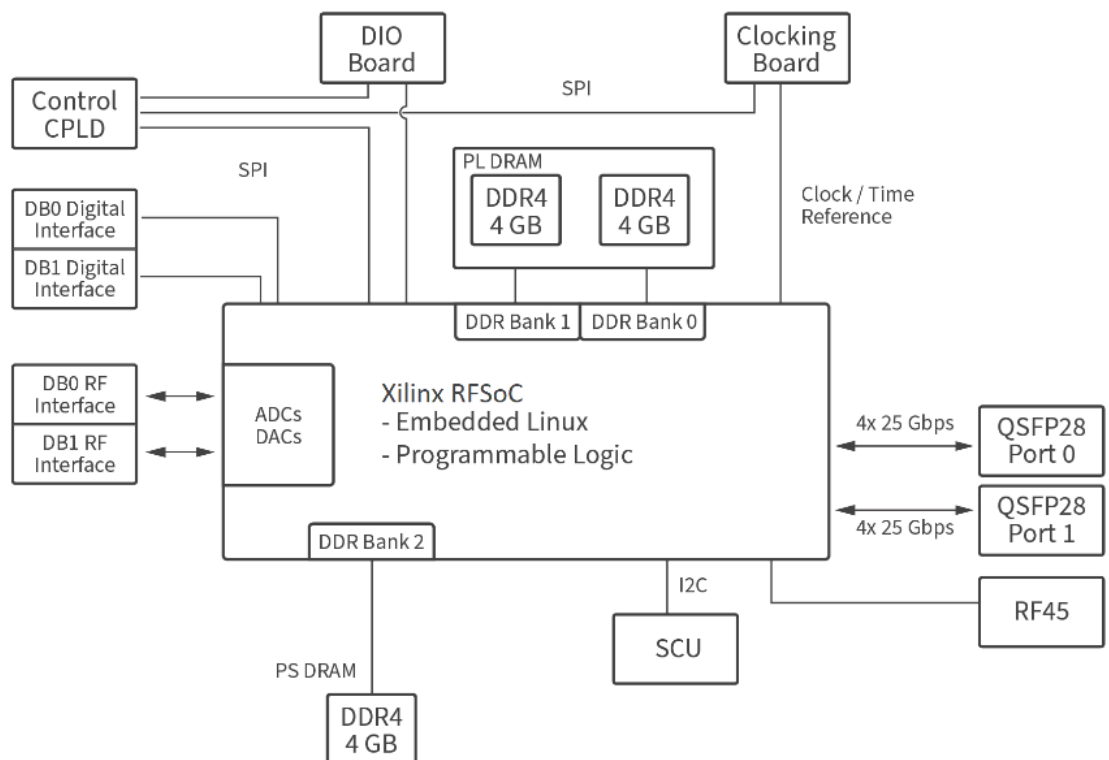 DIO
Board
Clocking
Board
Control
CPLD
SPI
SPI
PL DRAM
DDR4
4 GB
DDR4
4 GB
DB0 Digital
Interface
DB1 Digital
Interface
Clock / Time
Reference
DDR Bank 1
DDR Bank 0
DB0 RF
Interface
DB1 RF
Interface
ADCs
DACs
Xilinx RFSoC
- Embedded Linux
- Programmable Logic
4x 25 Gbps
QSFP28
Port 0
4x 25 Gbps
QSFP28
Port 1
DDR Bank 2
I2C
RF45
SCU
PS DRAM
DDR4
4 GB